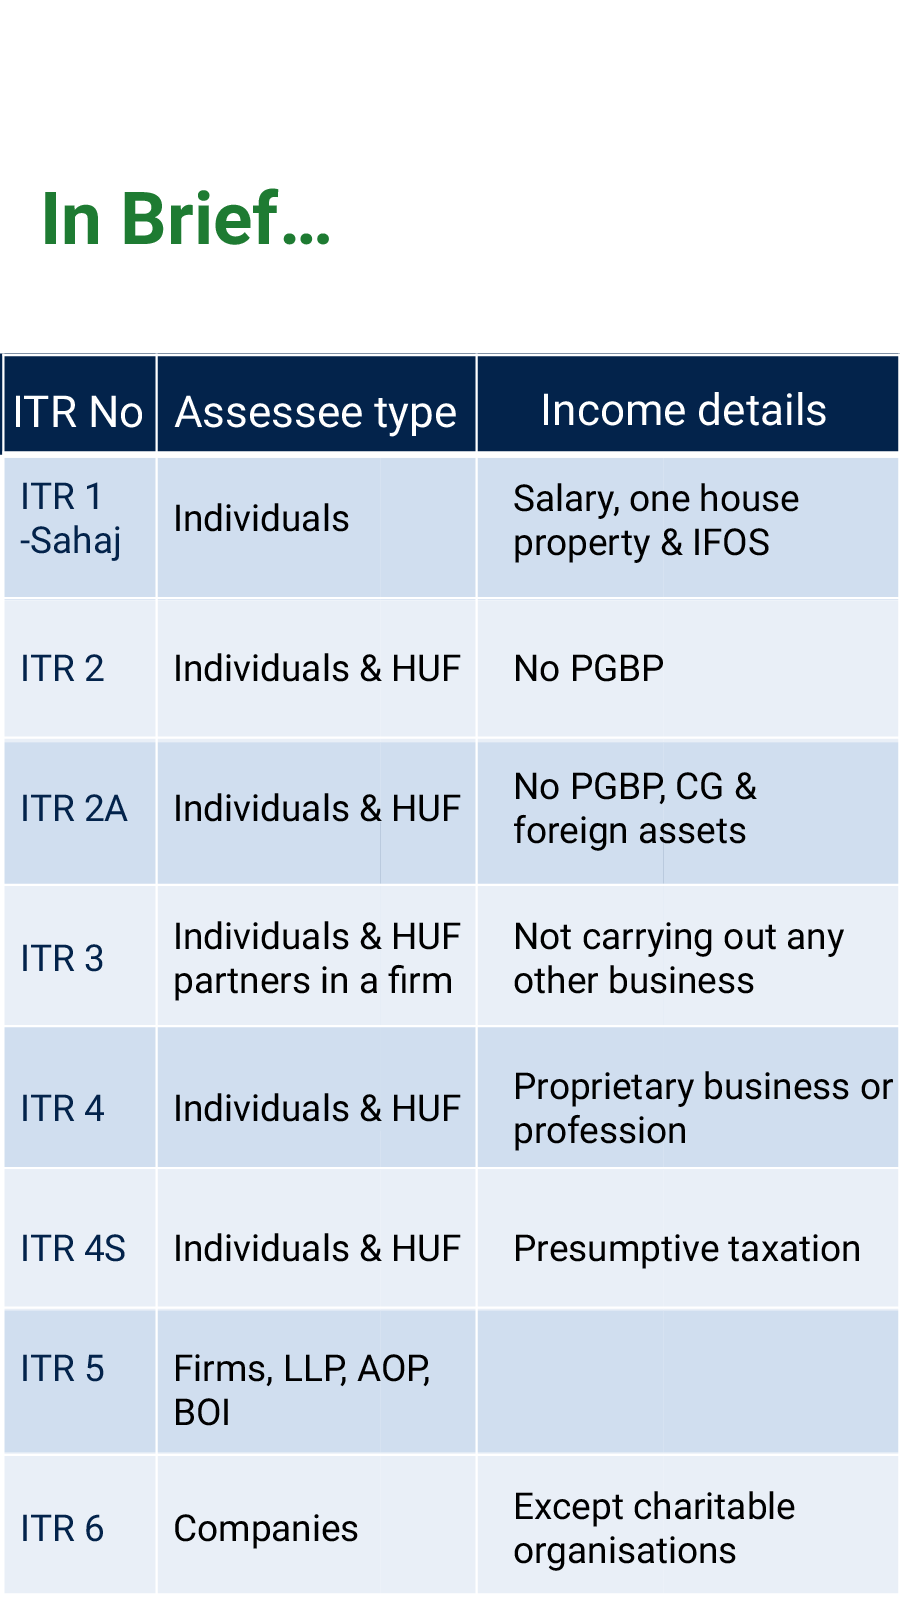 In Brief...
ITR No Assessee type Income details
ITR 1
-Sahaj
Individuals
Salary, one house
property & IFOS
ITR 2
Individuals & HUF
No PGBP
ITR 2A
Individuals & HUF
No PGBP, CG &
foreign assets
ITR 3
Individuals & HUF
partners in a firm
Not carrying out any
other business
ITR 4
Individuals & HUF
Proprietary business or
profession
ITR 4S
Individuals & HUF
Presumptive taxation
ITR 5
Firms, LLP, AOP,
BOI
ITR 6
Companies
Except charitable
organisations